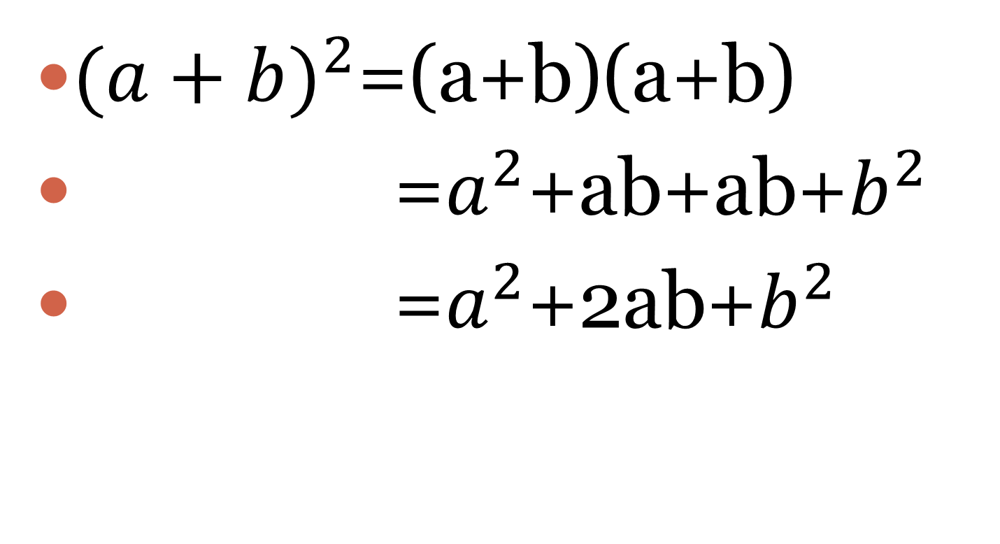 • (a + b)²=(a+b)(a+b)
• =a²+ab+ab+b²
• =a²+2ab+b²